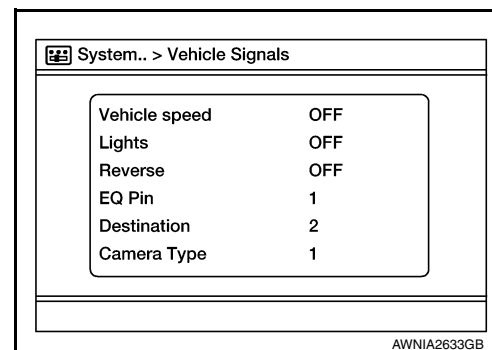 System.. > Vehicle Signals
Vehicle speed OFF
Lights OFF
Reverse OFF
EQ Pin 1
Destination 2
Camera Type 1
AWNIA2633GB